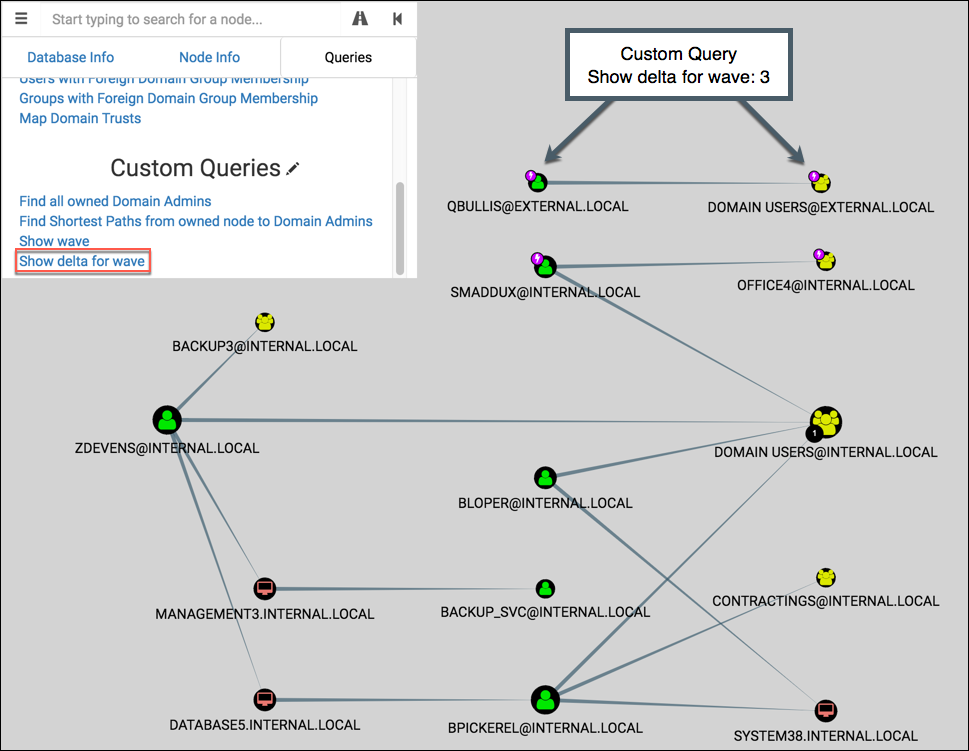 Start typing to search for a node...
Database Info
Node Info
Queries
Users with Foreign Domain Group Membership
Groups with Foreign Domain Group Membership
Map Domain Trusts
Custom Queries
Find all owned Domain Admins
Find Shortest Paths from owned node to Domain Admins
Show wave
Show delta for wave
Custom Query
Show delta for wave: 3
QBULLIS@EXTERNAL.LOCAL
DOMAIN USERS@EXTERNAL.LOCAL
SMADDUX@INTERNAL.LOCAL
OFFICE4@INTERNAL.LOCAL
BACKUP3@INTERNAL.LOCAL
ZDEVENS@INTERNAL.LOCAL
1
DOMAIN USERS@INTERNAL.LOCAL
BLOPER@INTERNAL.LOCAL
MANAGEMENT3.INTERNAL.LOCAL
BACKUP_SVC@INTERNAL.LOCAL
CONTRACTINGS@INTERNAL.LOCAL
DATABASE5.INTERNAL.LOCAL
BPICKEREL@INTERNAL.LOCAL
SYSTEM38.INTERNAL.LOCAL